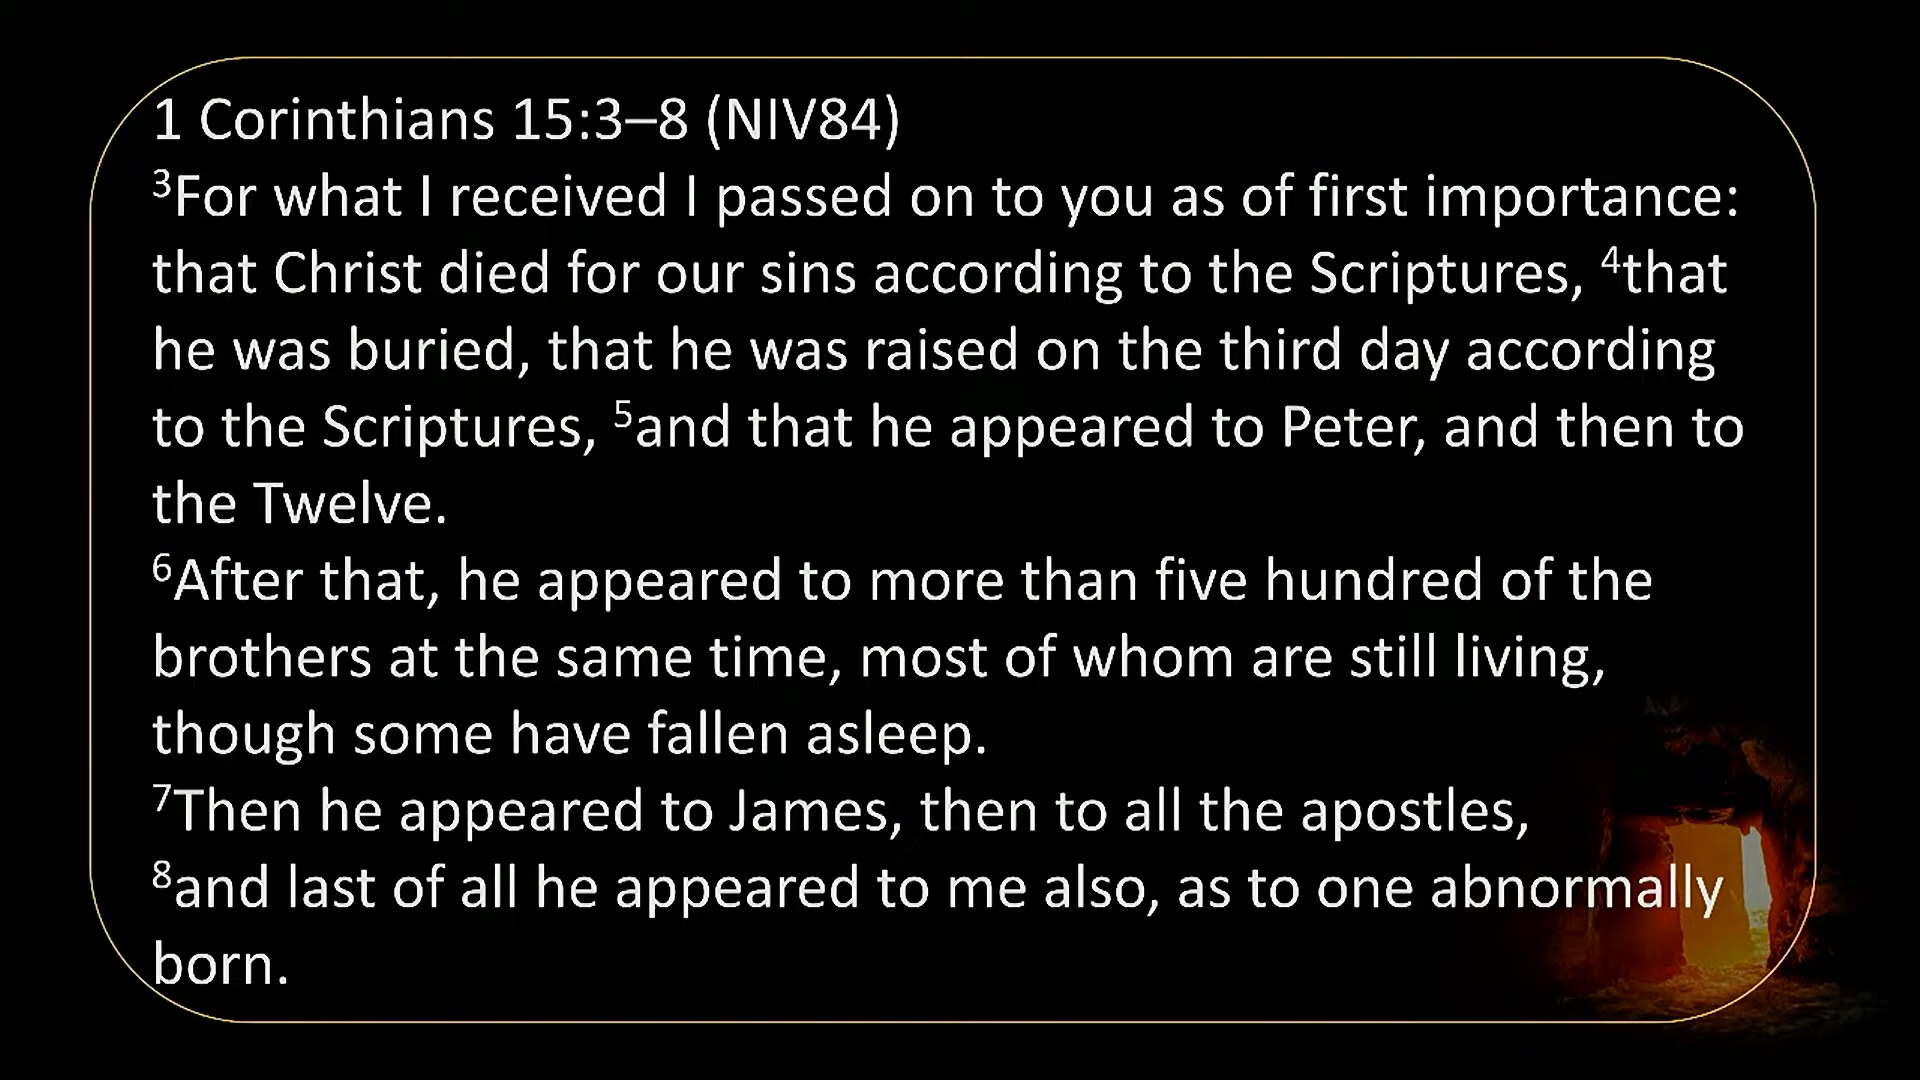 1 Corinthians 15:3–8 (NIV84)
³For what I received I passed on to you as of first importance:
that Christ died for our sins according to the Scriptures, ⁴that
he was buried, that he was raised on the third day according
to the Scriptures, ⁵and that he appeared to Peter, and then to
the Twelve.
⁶After that, he appeared to more than five hundred of the
brothers at the same time, most of whom are still living,
though some have fallen asleep.
⁷Then he appeared to James, then to all the apostles,
⁸and last of all he appeared to me also, as to one abnormally
born.